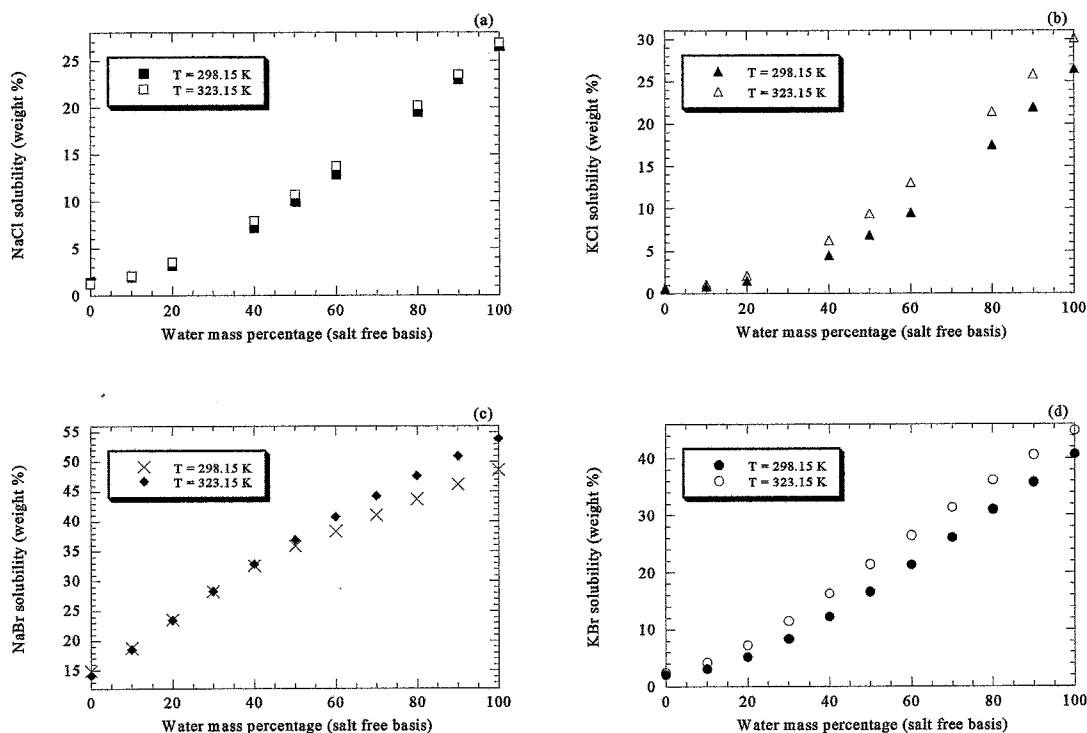 (a)
NaCl solubility (weight %)
25
20
15
10
5
0
T = 298.15 K
T = 323.15 K
0 20 40 60 80 100
Water mass percentage (salt free basis)
(b)
KCl solubility (weight %)
30
25
20
15
10
5
0
T = 298.15 K
T = 323.15 K
0 20 40 60 80 100
Water mass percentage (salt free basis)
(c)
NaBr solubility (weight %)
55
50
45
40
35
30
25
20
15
T = 298.15 K
T = 323.15 K
0 20 40 60 80 100
Water mass percentage (salt free basis)
(d)
KBr solubility (weight %)
40
30
20
10
0
T = 298.15 K
T = 323.15 K
0 20 40 60 80 100
Water mass percentage (salt free basis)